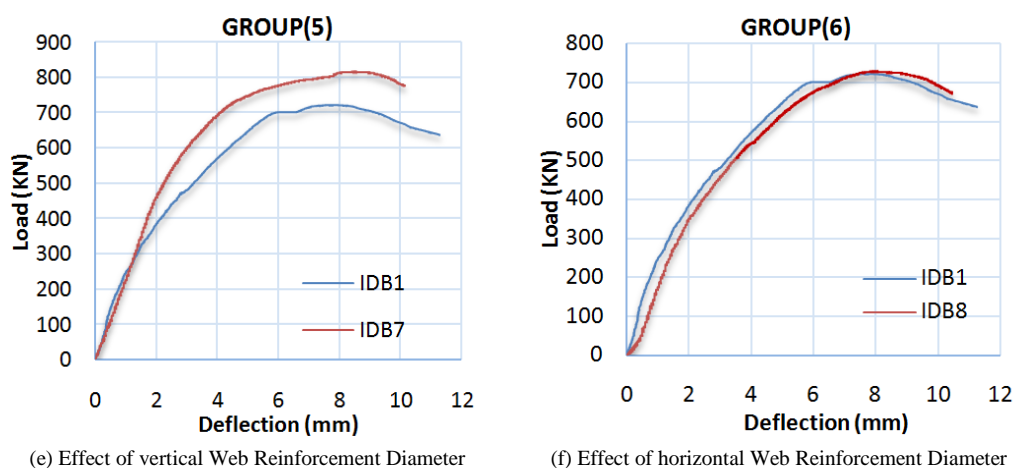 GROUP(5)
900
800
700
600
500
400
300
200
100
0
Load (KN)
IDB1
IDB7
0 2 4 6 8 10 12
Deflection (mm)
(e) Effect of vertical Web Reinforcement Diameter
GROUP(6)
800
700
600
500
400
300
200
100
0
Load (KN)
IDB1
IDB8
0 2 4 6 8 10 12
Deflection (mm)
(f) Effect of horizontal Web Reinforcement Diameter